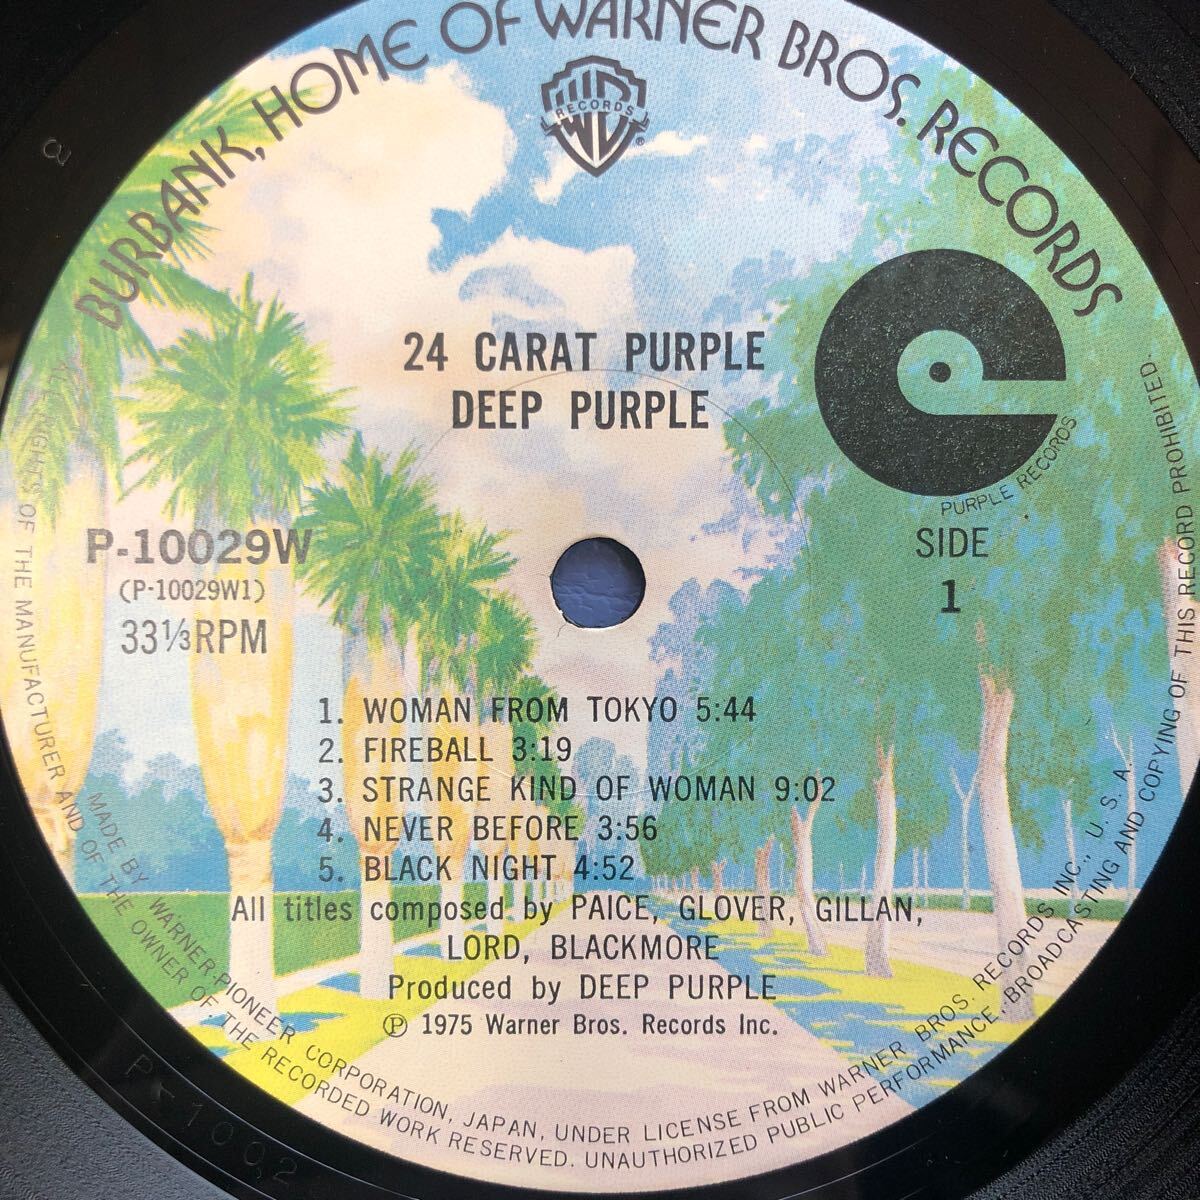 BURBANK, HOME OF WARNER BROS. RECORDS
WB
RECORDS
®
24 CARAT PURPLE
DEEP PURPLE
PURPLE RECORDS
P-10029W
(P-10029W1)
33⅓RPM
SIDE
1
1. WOMAN FROM TOKYO 5:44
2. FIREBALL 3:19
3. STRANGE KIND OF WOMAN 9:02
4. NEVER BEFORE 3:56
5. BLACK NIGHT 4:52
All titles composed by PAICE, GLOVER, GILLAN,
LORD, BLACKMORE
Produced by DEEP PURPLE
℗ 1975 Warner Bros. Records Inc.
MADE BY WARNER-PIONEER CORPORATION, JAPAN, UNDER LICENSE FROM WARNER BROS. RECORDS INC., U. S. A.
ALL RIGHTS OF THE MANUFACTURER AND OF THE OWNER OF THE RECORDED WORK RESERVED. UNAUTHORIZED PUBLIC PERFORMANCE, BROADCASTING AND COPYING OF THIS RECORD PROHIBITED.